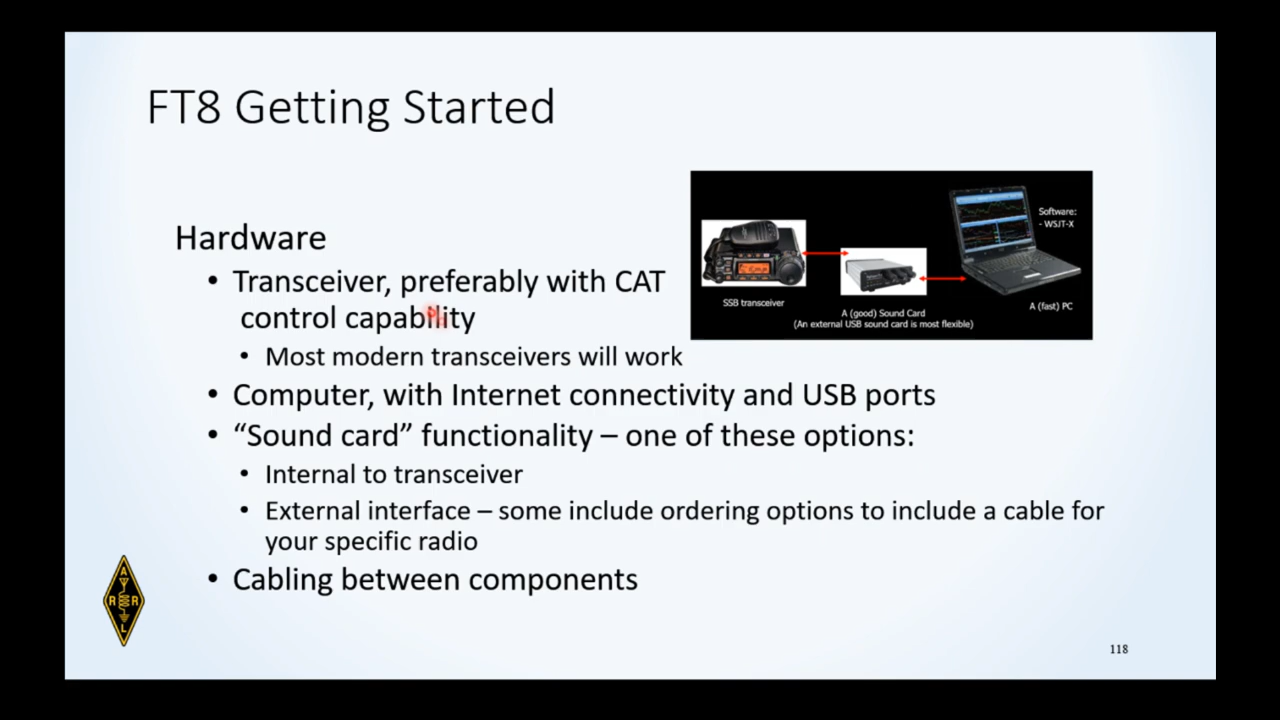 FT8 Getting Started
Hardware
• Transceiver, preferably with CAT
control capability
• Most modern transceivers will work
• Computer, with Internet connectivity and USB ports
• “Sound card” functionality – one of these options:
• Internal to transceiver
• External interface – some include ordering options to include a cable for
your specific radio
• Cabling between components
Software:
- WSJT-X
SSB transceiver
A (good) Sound Card
(An external USB sound card is most flexible)
A (fast) PC
A
R R
L
118